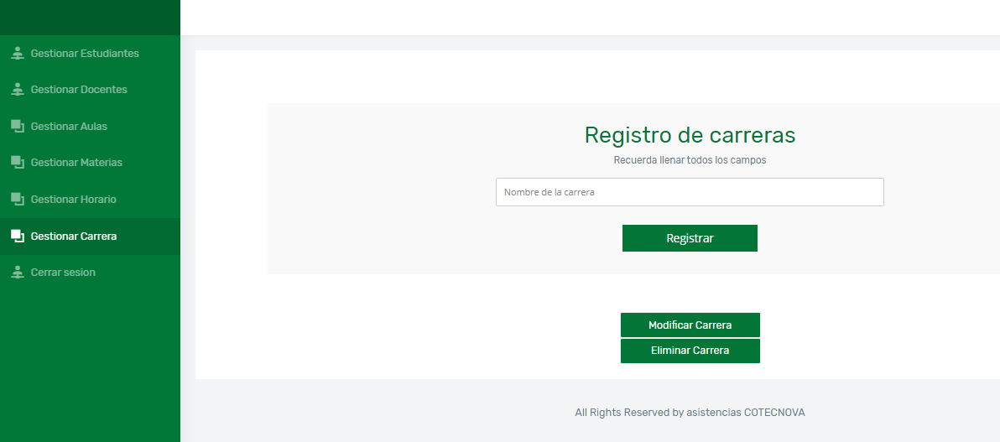 Gestionar Estudiantes
Gestionar Docentes
Gestionar Aulas
Gestionar Materias
Gestionar Horario
Gestionar Carrera
Cerrar sesion
Registro de carreras
Recuerda llenar todos los campos
Nombre de la carrera
Registrar
Modificar Carrera
Eliminar Carrera
All Rights Reserved by asistencias COTECNOVA